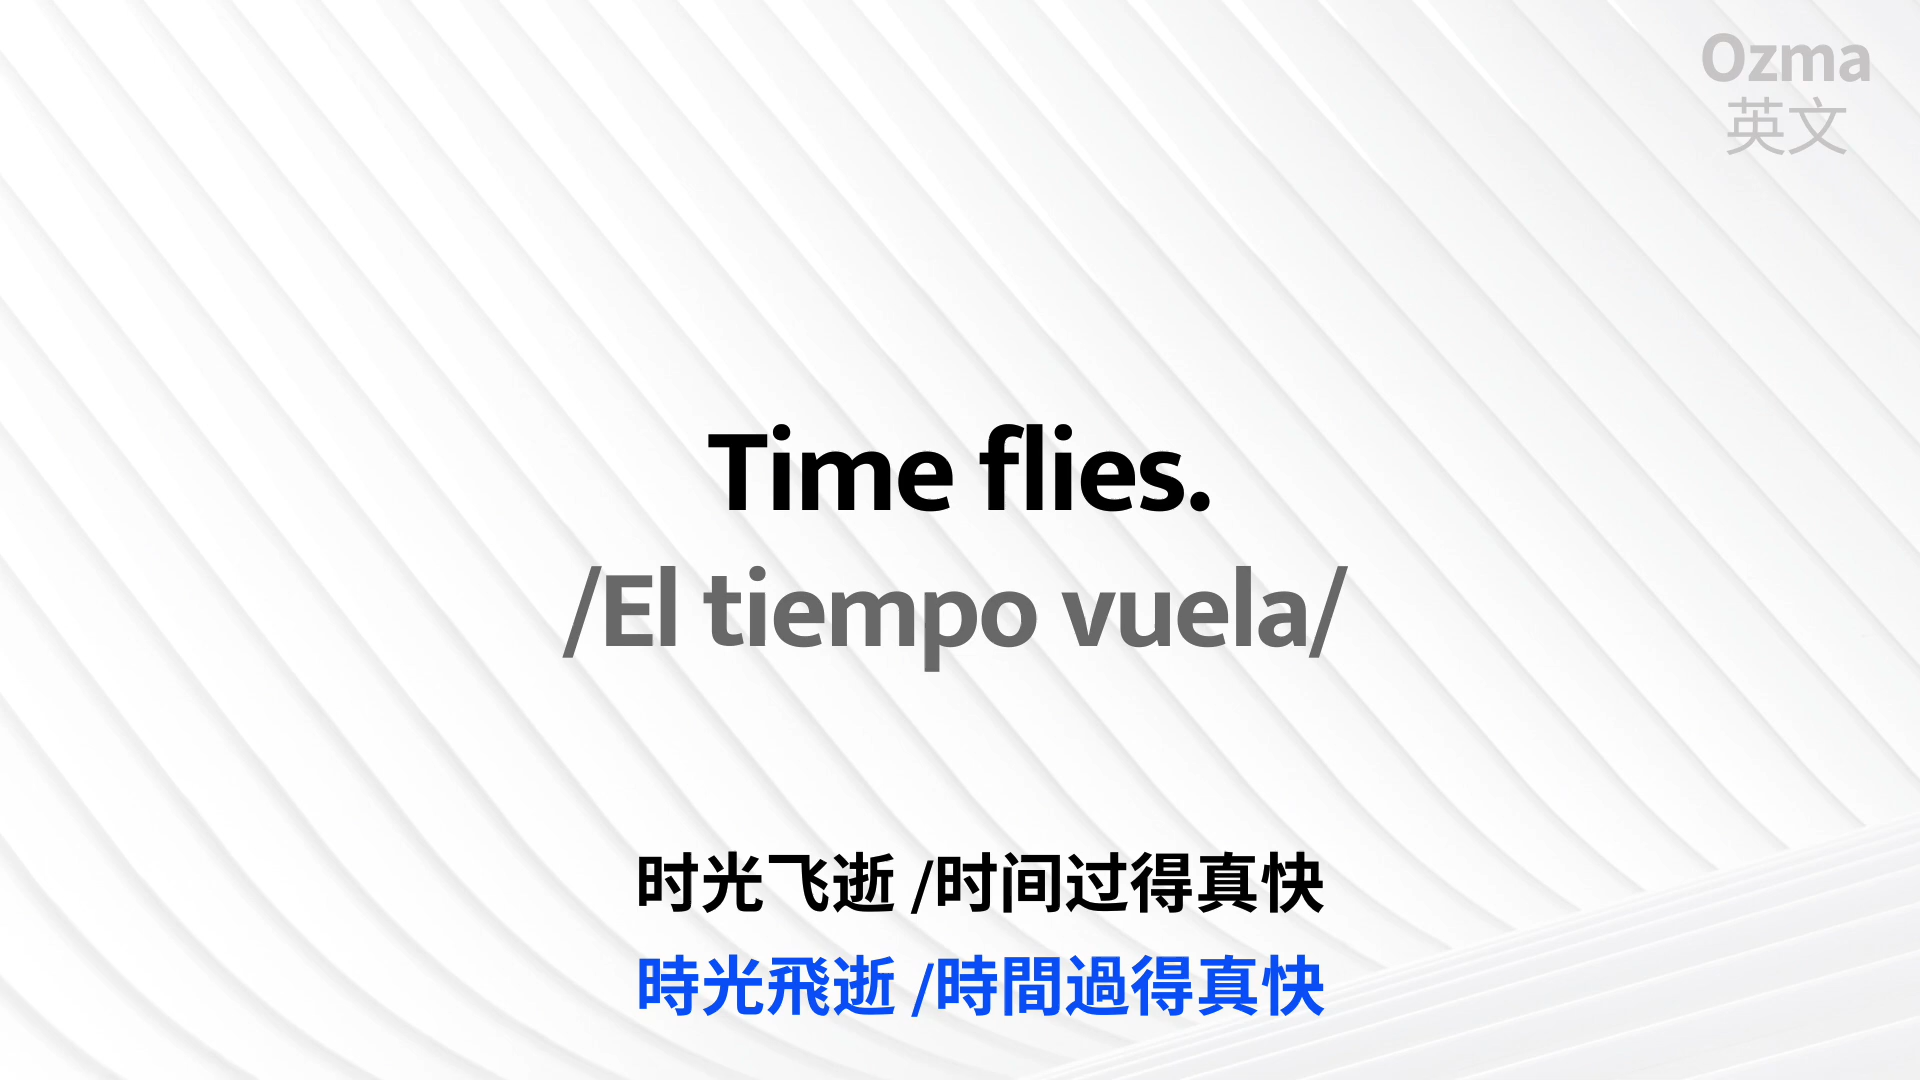 Ozma
英文
Time flies.
/El tiempo vuela/
时光飞逝 /时间过得真快
時光飛逝 /時間過得真快